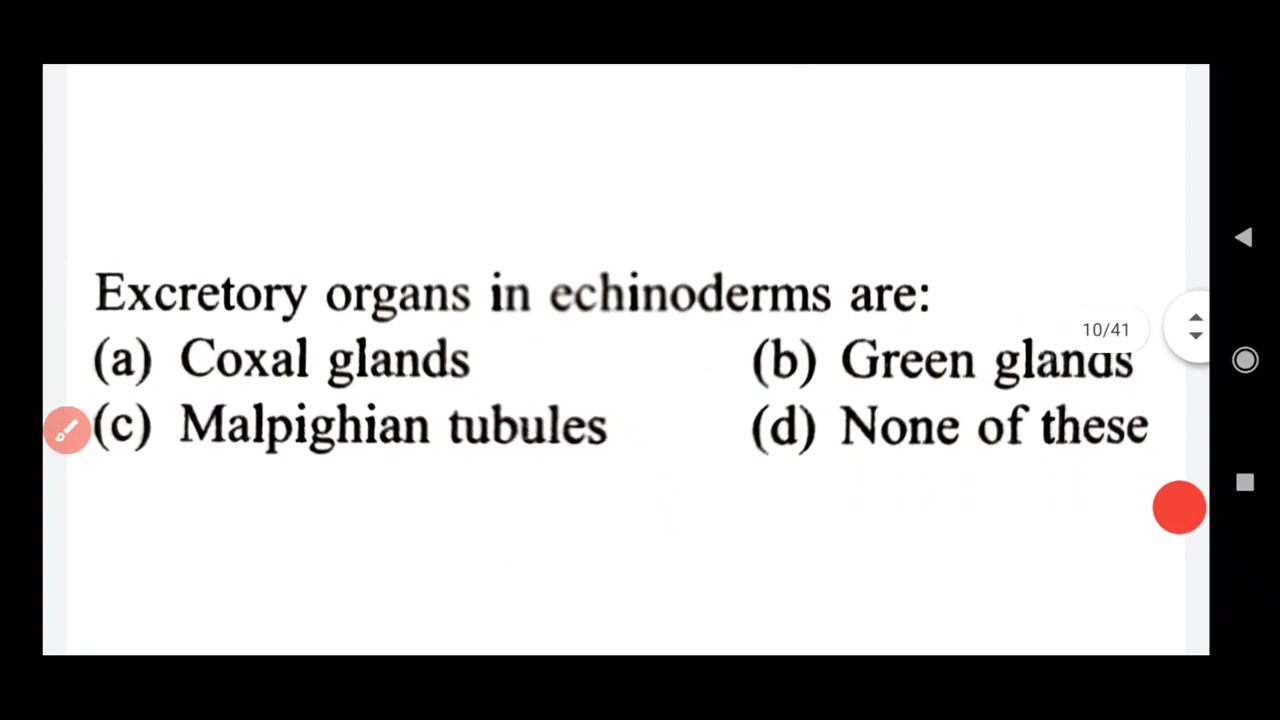 Excretory organs in echinoderms are:
10/41
(a) Coxal glands (b) Green glands
(c) Malpighian tubules (d) None of these